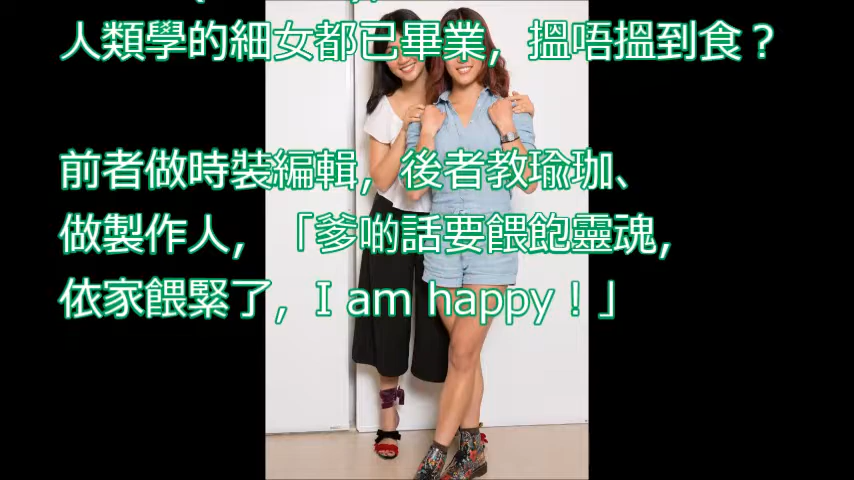 人類學的細女都已畢業，搵唔搵到食？
前者做時裝編輯，後者教瑜珈、
做製作人，「爹啲話要餵飽靈魂，
依家餵緊了，I am happy！」